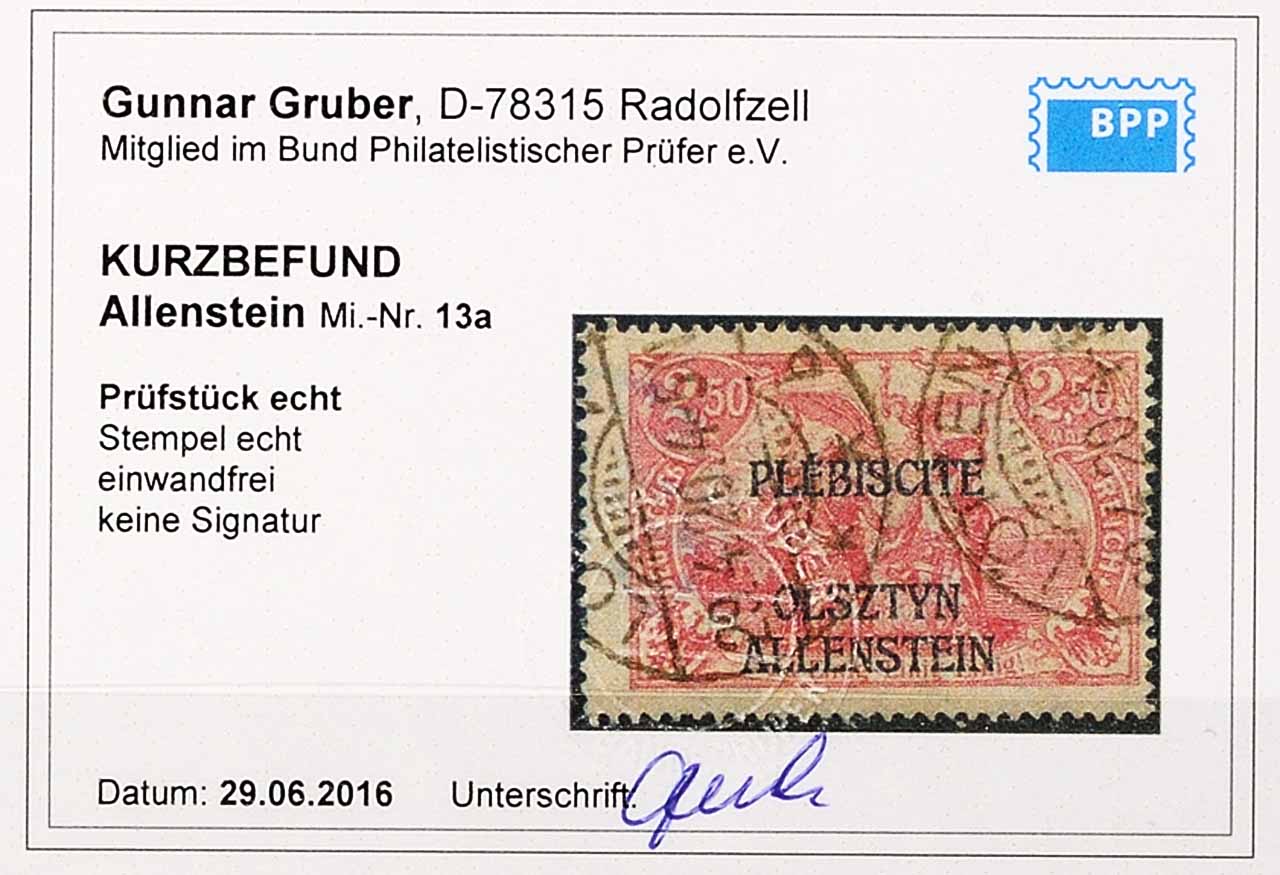 Gunnar Gruber, D-78315 Radolfzell
Mitglied im Bund Philatelistischer Prüfer e.V.
BPP
KURZBEFUND
Allenstein Mi.-Nr. 13a
Prüfstück echt
Stempel echt
einwandfrei
keine Signatur
2.50
2.50
PLÉBISCITE
OLSZTYN
ALLENSTEIN
Datum: 29.06.2016
Unterschrift: